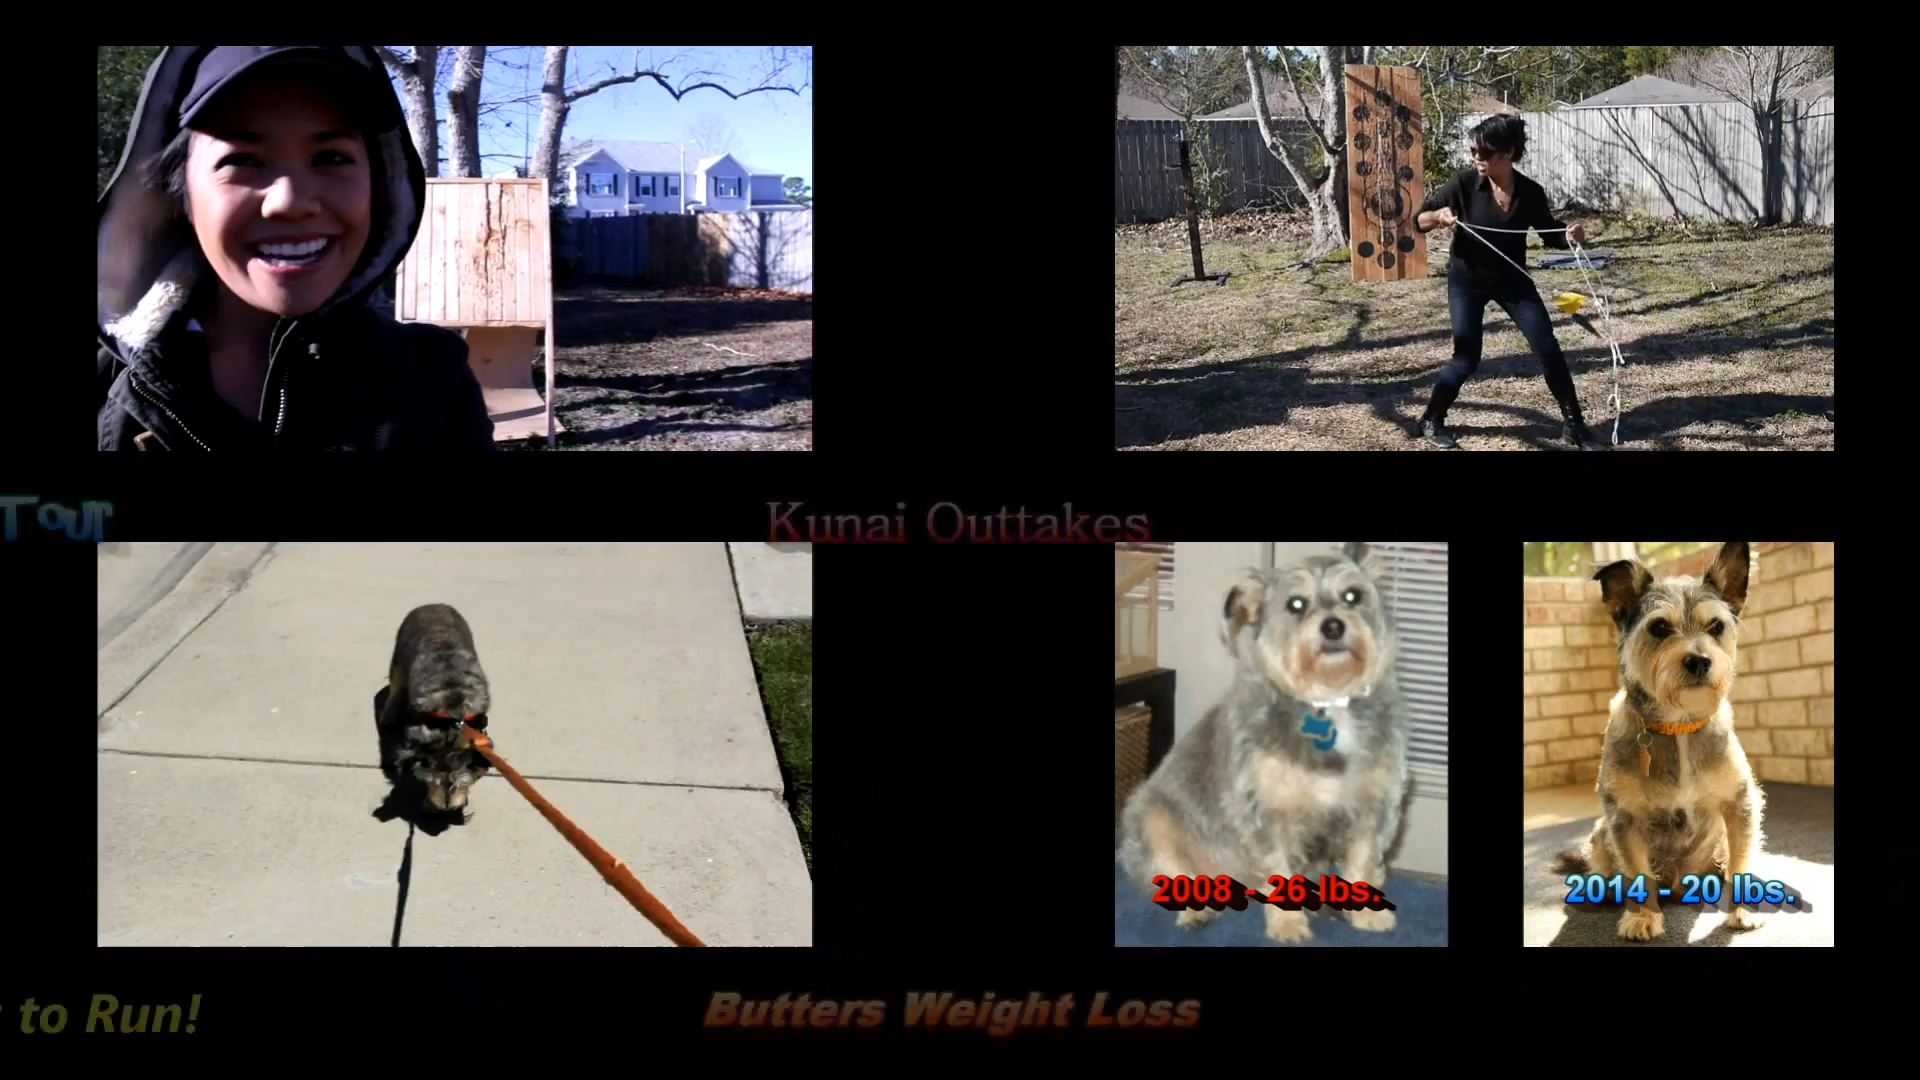 Tour
Kunai Outtakes
2008 - 26 lbs.
2014 - 20 lbs.
to Run!
Butters Weight Loss